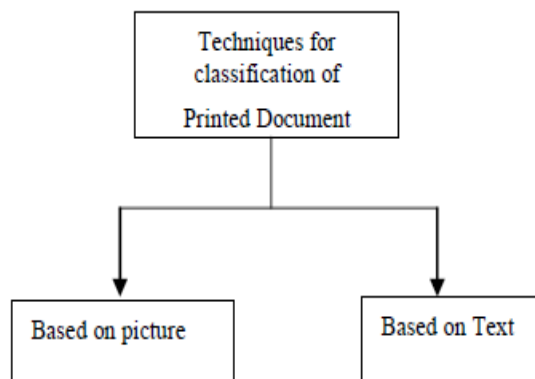 Techniques for
classification of
Printed Document
Based on picture
Based on Text